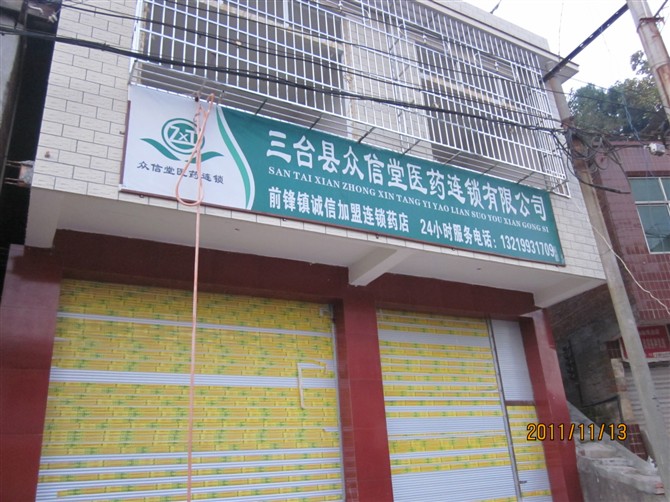 ZXT
众信堂医药连锁
三台县众信堂医药连锁有限公司
SAN TAI XIAN ZHONG XIN TANG YI YAO LIAN SUO YOU XIAN GONG SI
前锋镇诚信加盟连锁药店 24小时服务电话:13219931709
2011/11/13